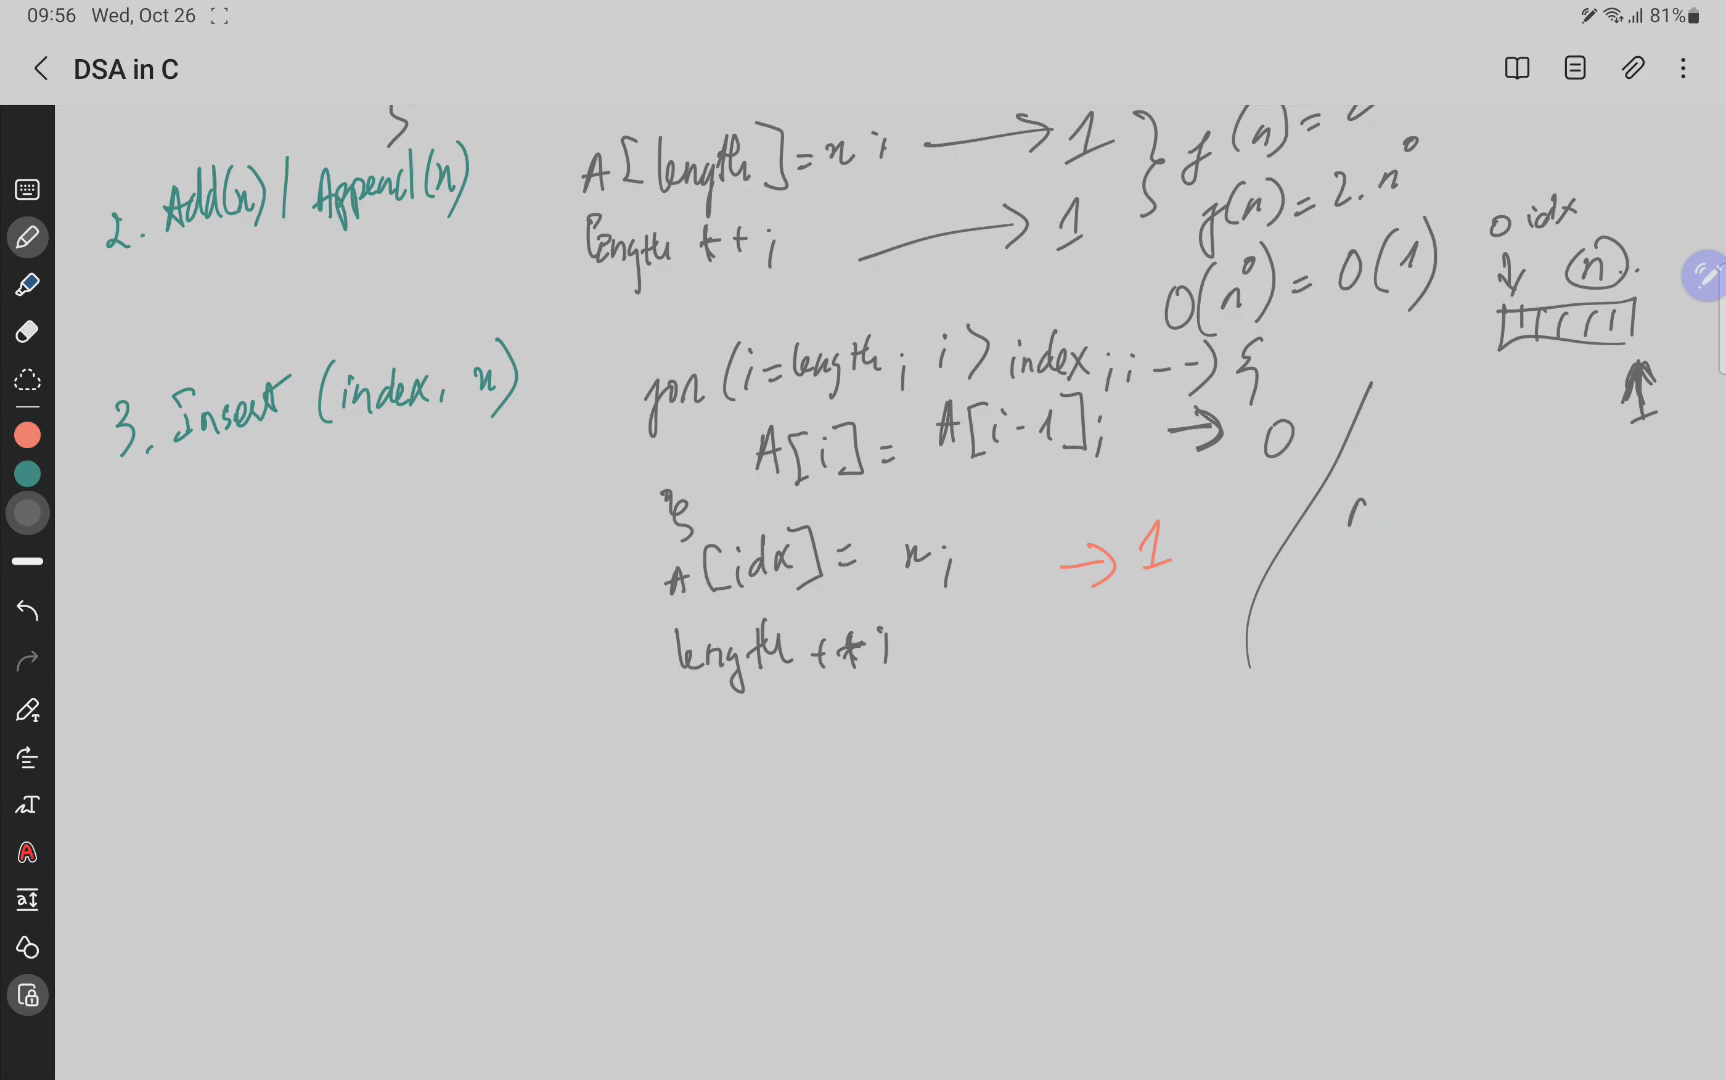 09:56 Wed, Oct 26 81%
DSA in C
}
2. Add(x) | Append(x)
A[length] = x; → 1 } f(n) =
length ++; → 1
f(n) = 2.n⁰
O(n⁰) = O(1)
0 idx
n
3. Insert (index, x)
for (i = length; i > index; i--) {
A[i] = A[i-1]; → 0
}
A[idx] = x; → 1
length ++;